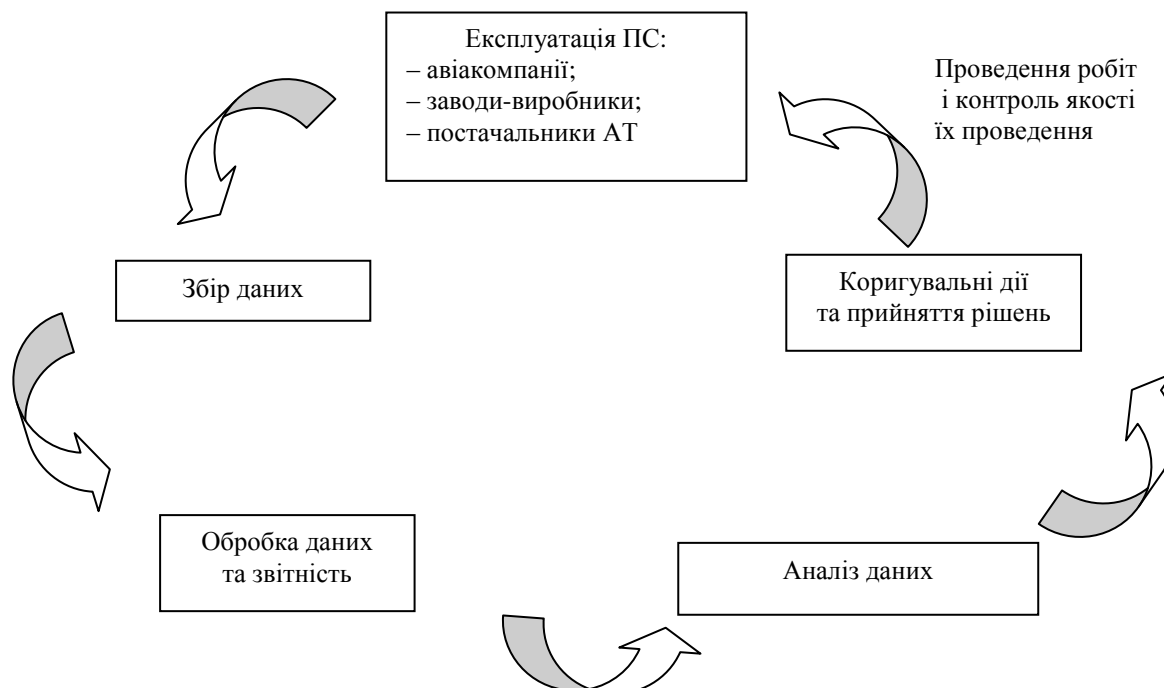 Експлуатація ПС:
– авіакомпанії;
– заводи-виробники;
– постачальники АТ
Проведення робіт
і контроль якості
їх проведення
Збір даних
Коригувальні дії
та прийняття рішень
Обробка даних
та звітність
Аналіз даних